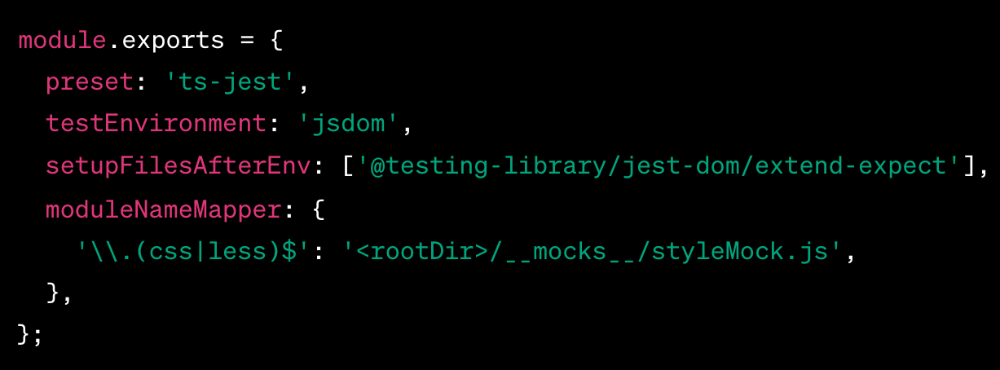 module.exports = {
  preset: 'ts-jest',
  testEnvironment: 'jsdom',
  setupFilesAfterEnv: ['@testing-library/jest-dom/extend-expect'],
  moduleNameMapper: {
    '\\.(css|less)$': '<rootDir>/__mocks__/styleMock.js',
  },
};